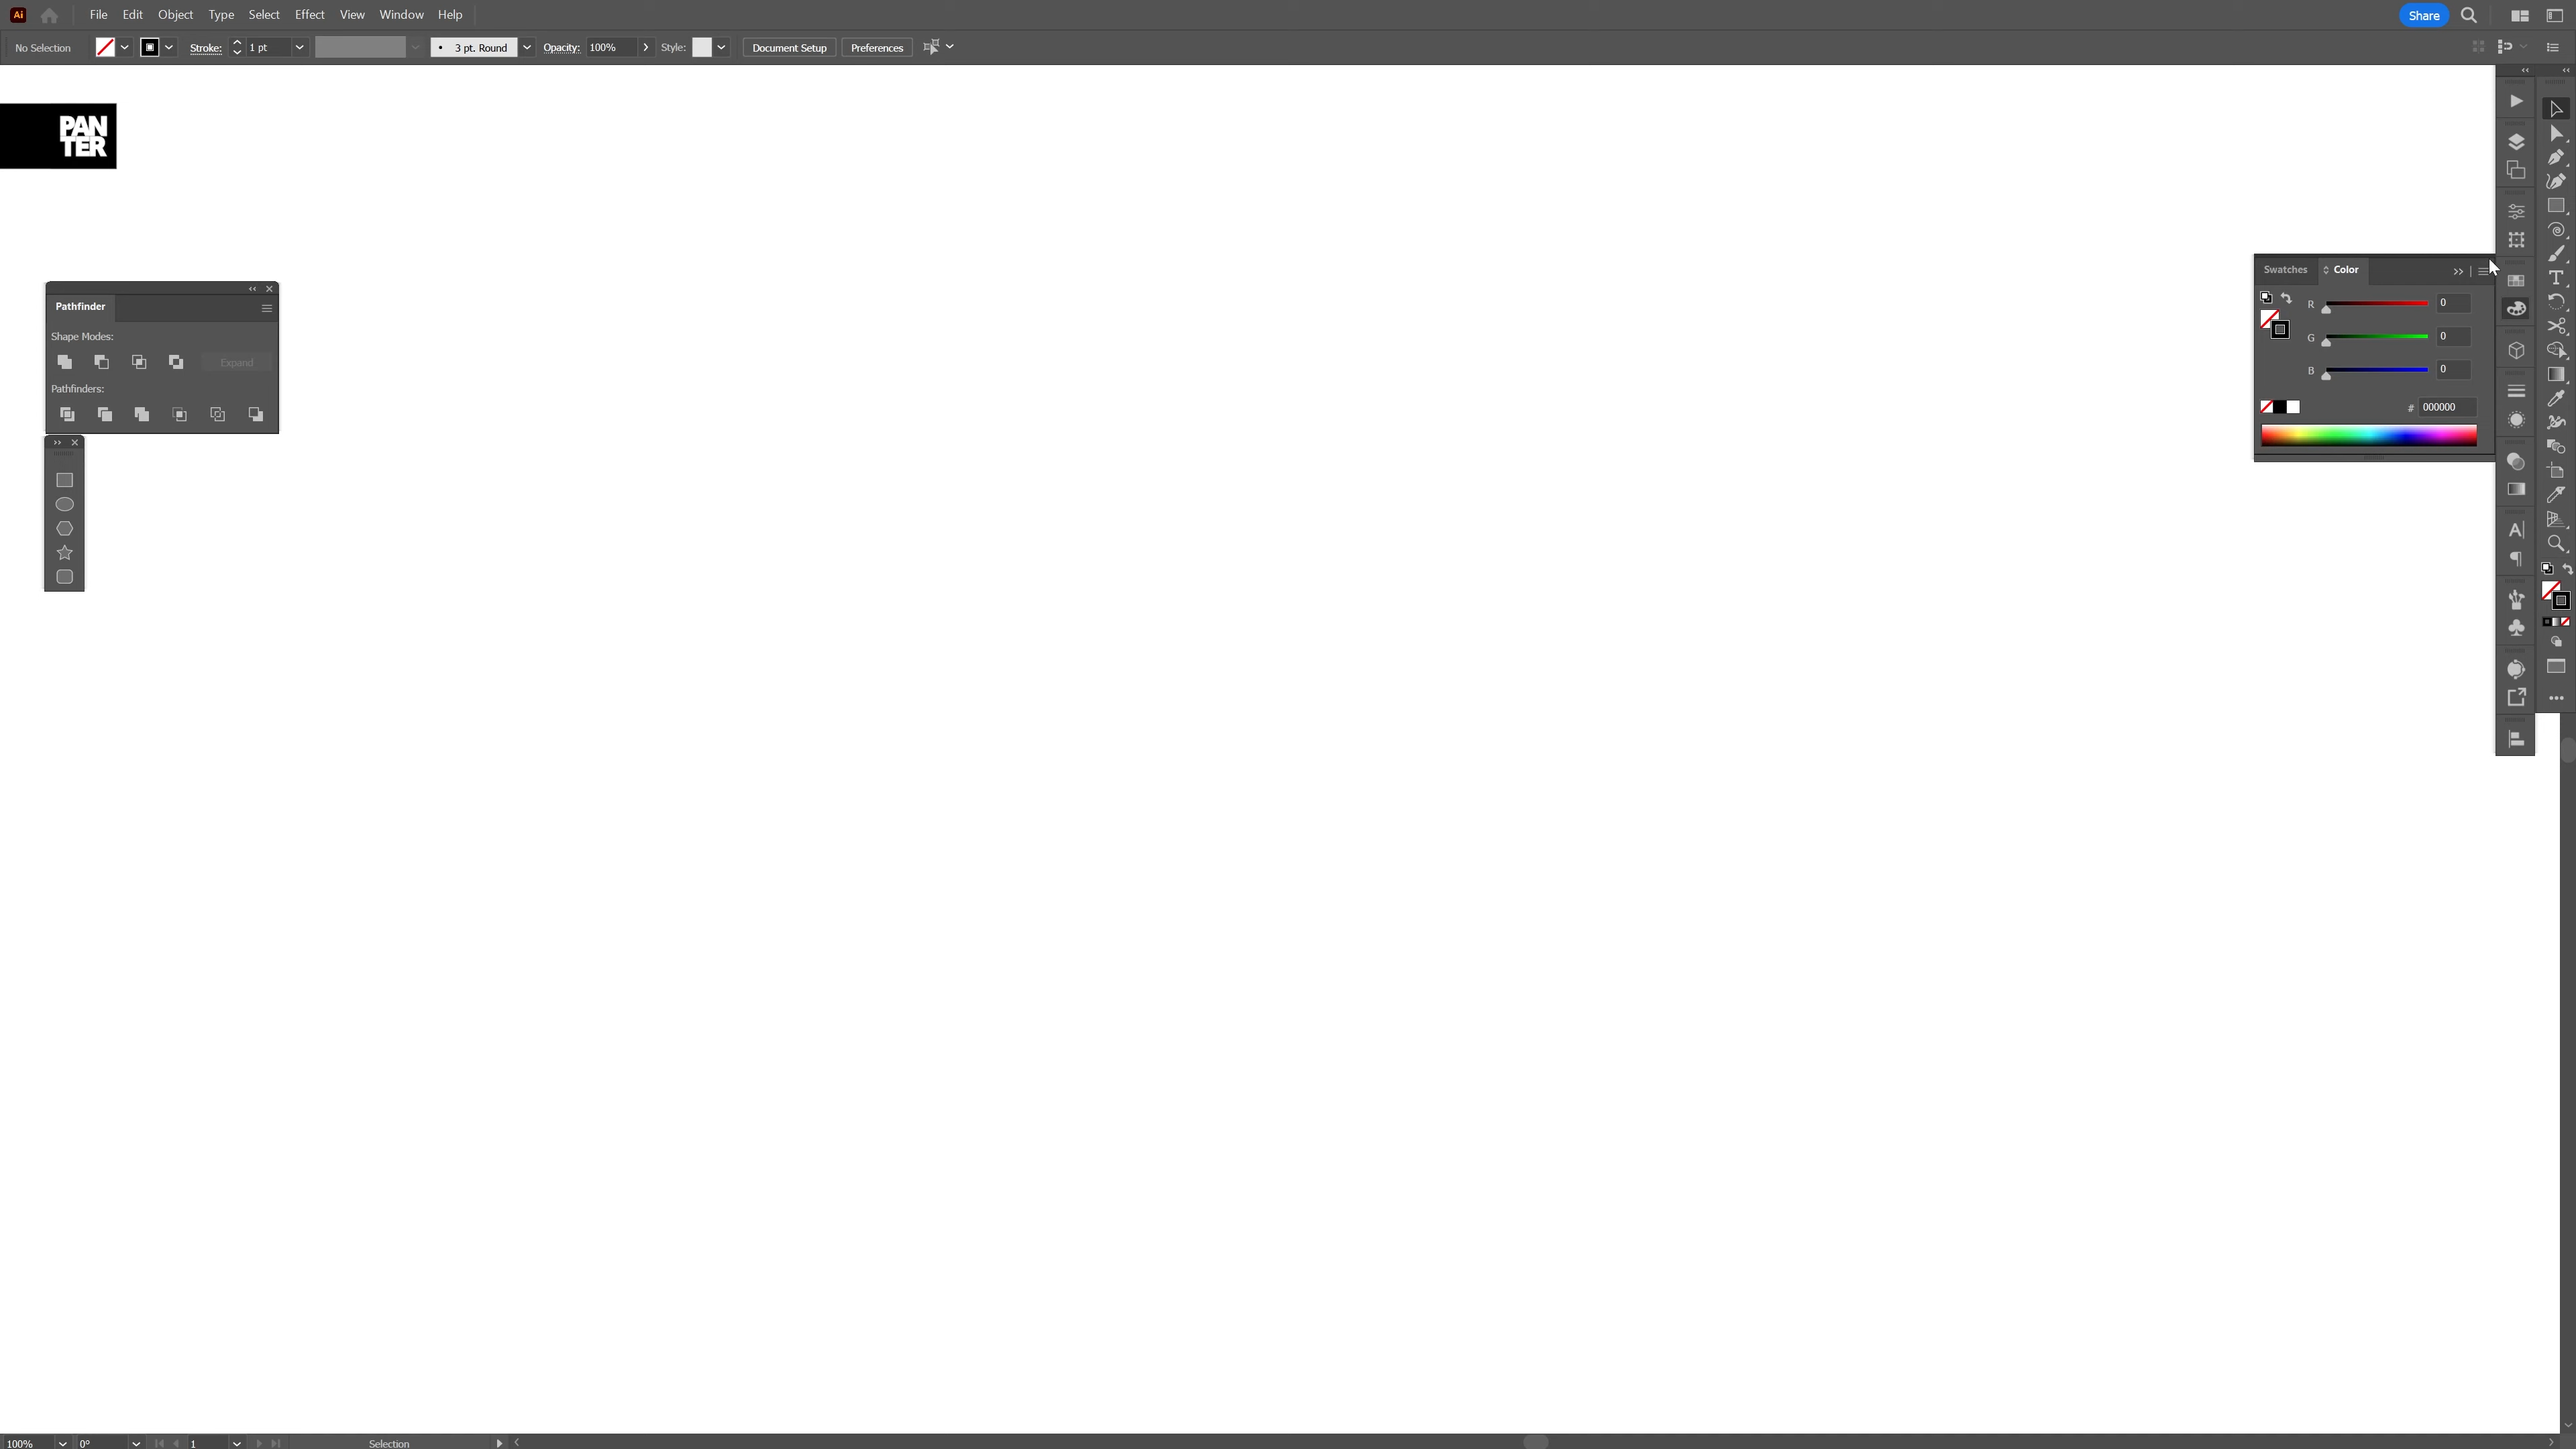 Ai File Edit Object Type Select Effect View Window Help Share
No Selection Stroke: 1 pt 3 pt. Round Opacity: 100% Style: Document Setup Preferences
PAN
TER
Swatches Color
R 0
G 0
B 0
# 000000
Pathfinder
Shape Modes:
Expand
Pathfinders:
100% 0° 1 Selection